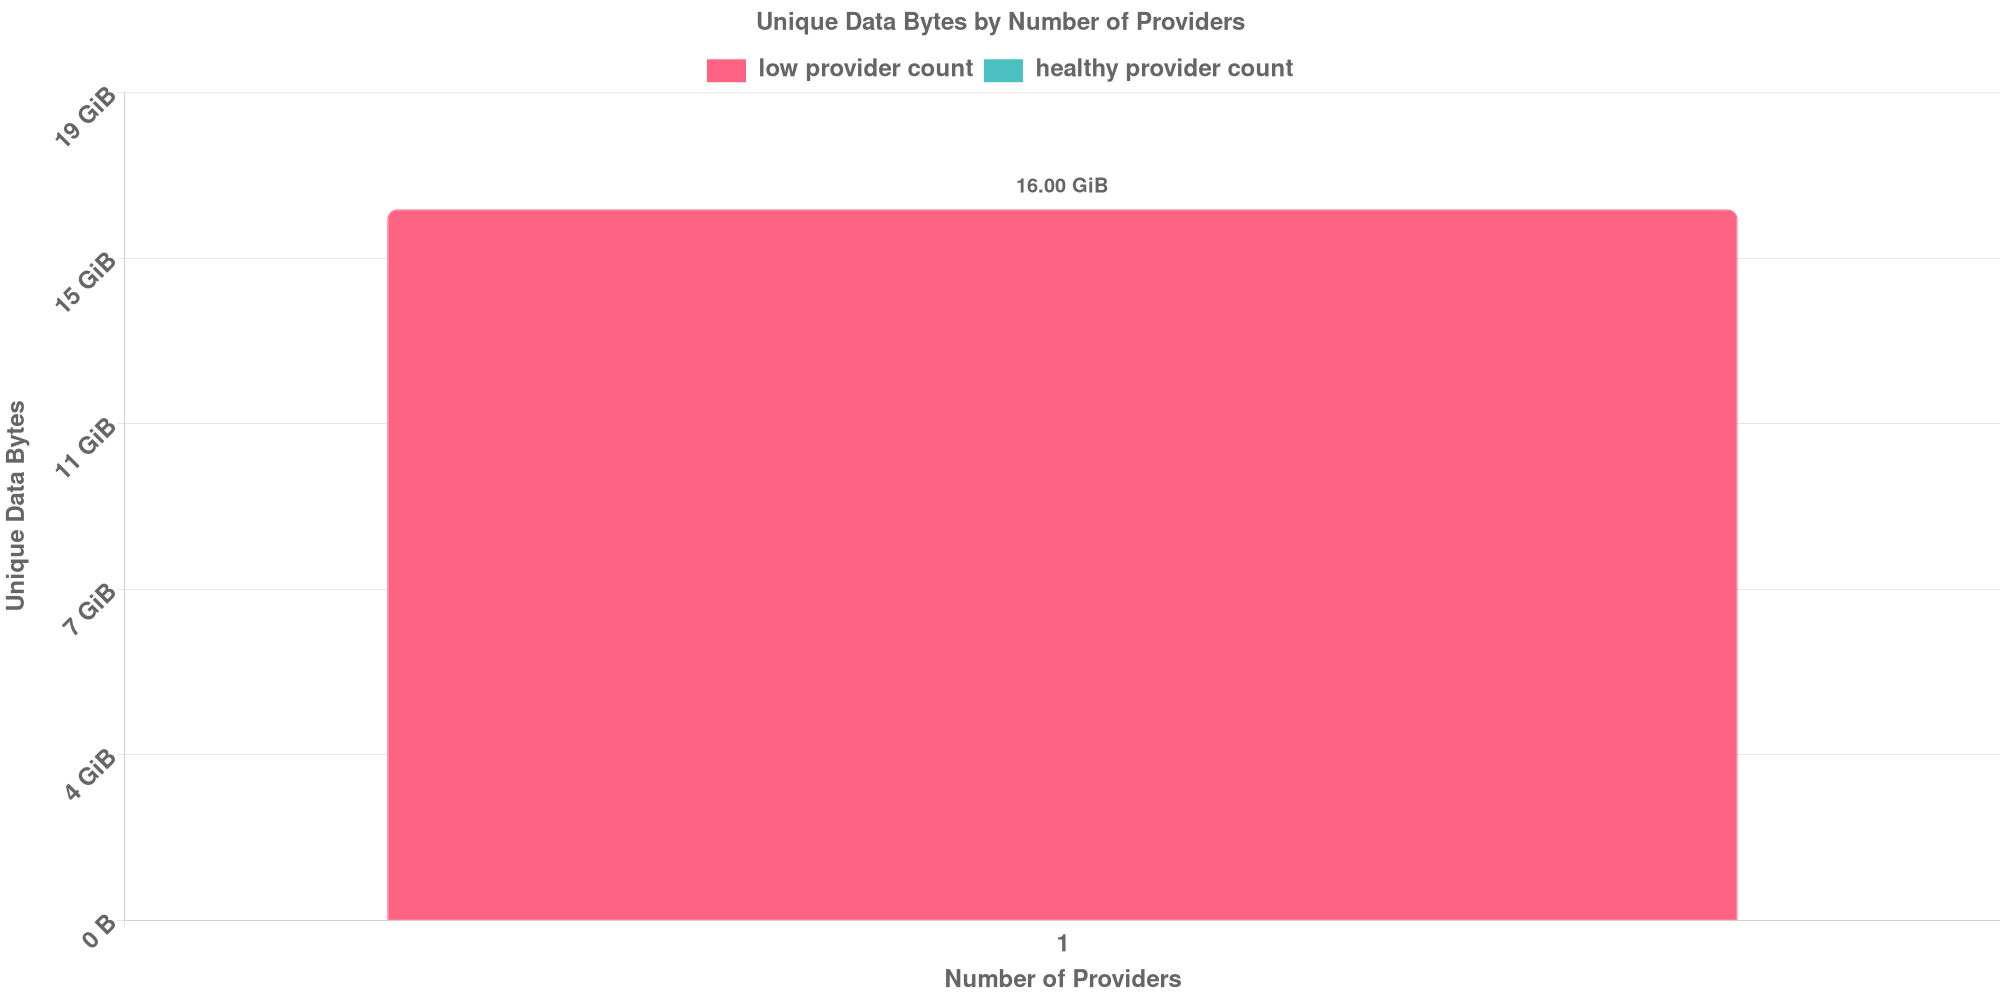 Unique Data Bytes by Number of Providers
low provider count healthy provider count
19 GiB
16.00 GiB
15 GiB
11 GiB
7 GiB
4 GiB
0 B
Unique Data Bytes
1
Number of Providers